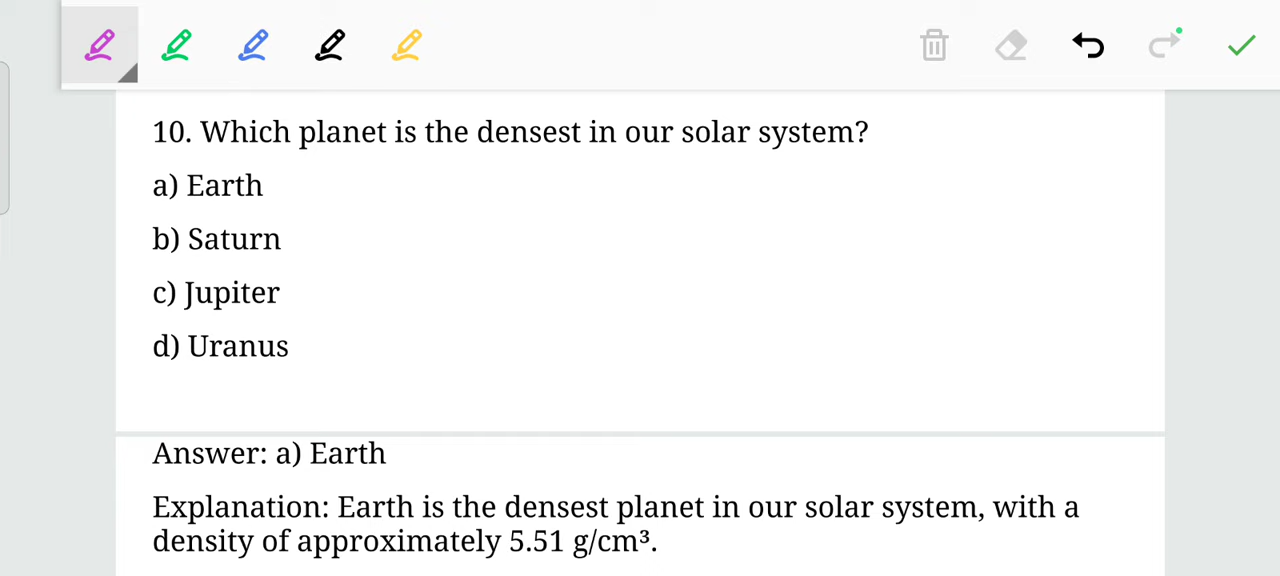 10. Which planet is the densest in our solar system?
a) Earth
b) Saturn
c) Jupiter
d) Uranus
Answer: a) Earth
Explanation: Earth is the densest planet in our solar system, with a
density of approximately 5.51 g/cm³.